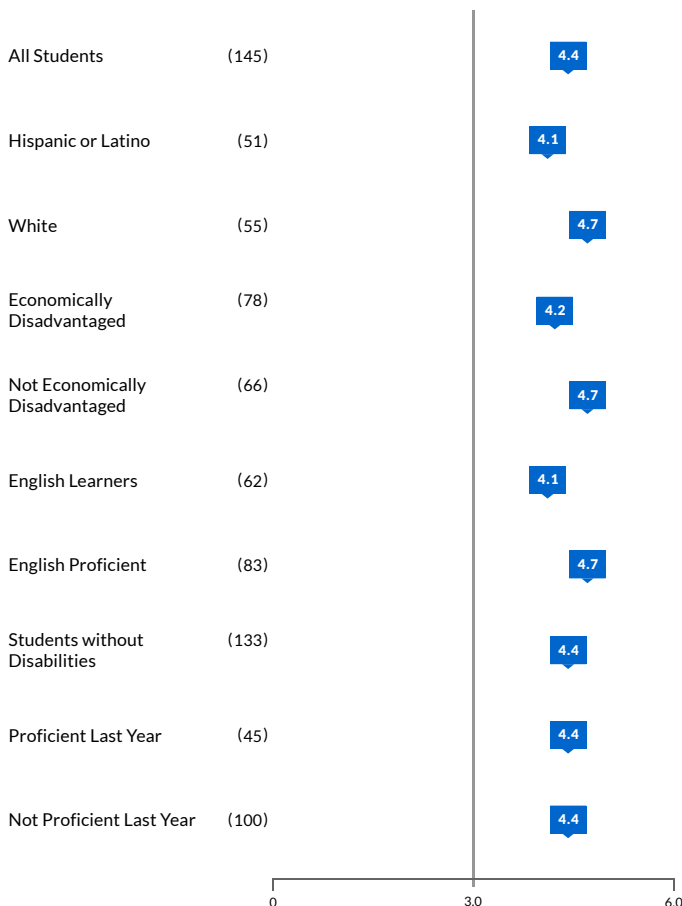 All Students (145) 4.4
Hispanic or Latino (51) 4.1
White (55) 4.7
Economically
Disadvantaged (78) 4.2
Not Economically
Disadvantaged (66) 4.7
English Learners (62) 4.1
English Proficient (83) 4.7
Students without
Disabilities (133) 4.4
Proficient Last Year (45) 4.4
Not Proficient Last Year (100) 4.4
0 3.0 6.0